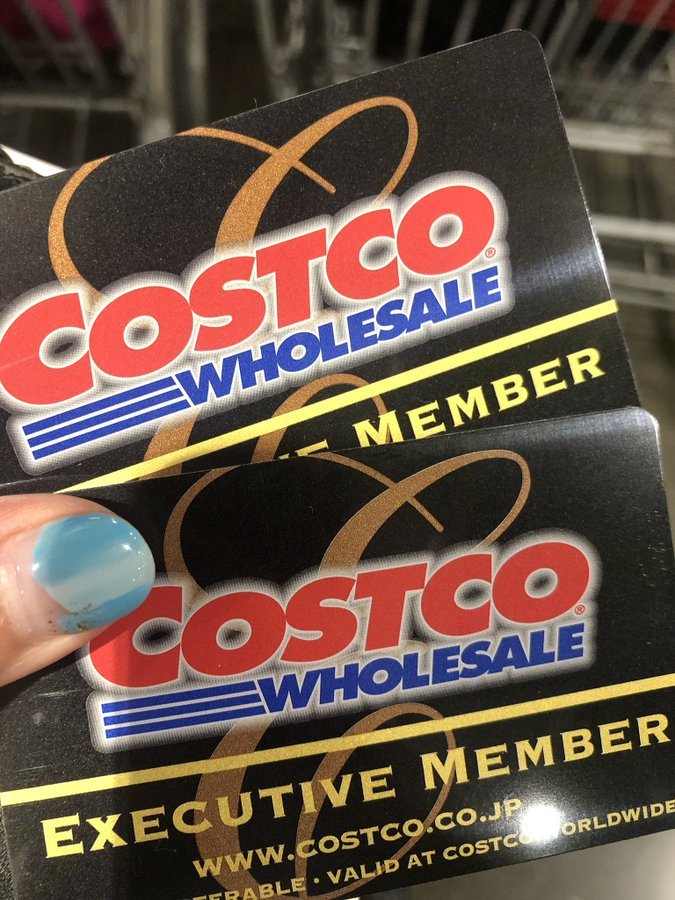 COSTCO®
WHOLESALE
MEMBER
COSTCO®
WHOLESALE
EXECUTIVE MEMBER
WWW.COSTCO.CO.JP
VALID AT COSTCO WORLDWIDE